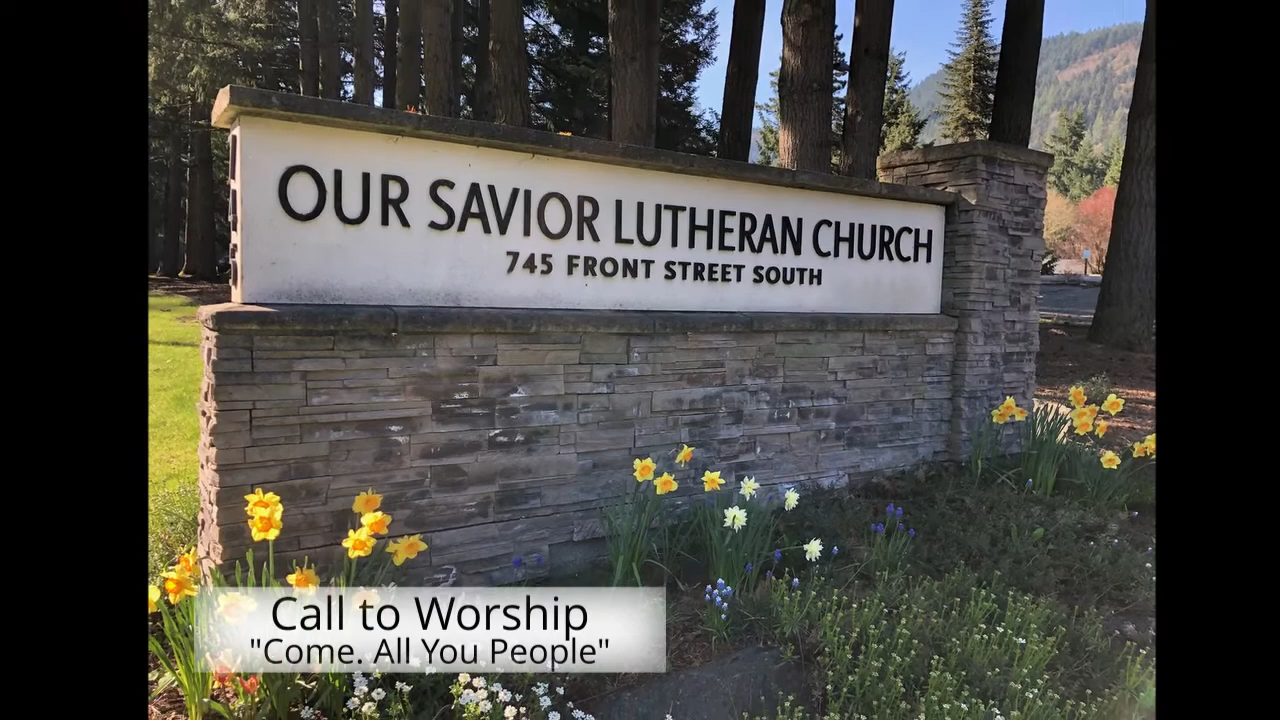 OUR SAVIOR LUTHERAN CHURCH
745 FRONT STREET SOUTH
Call to Worship
"Come. All You People"